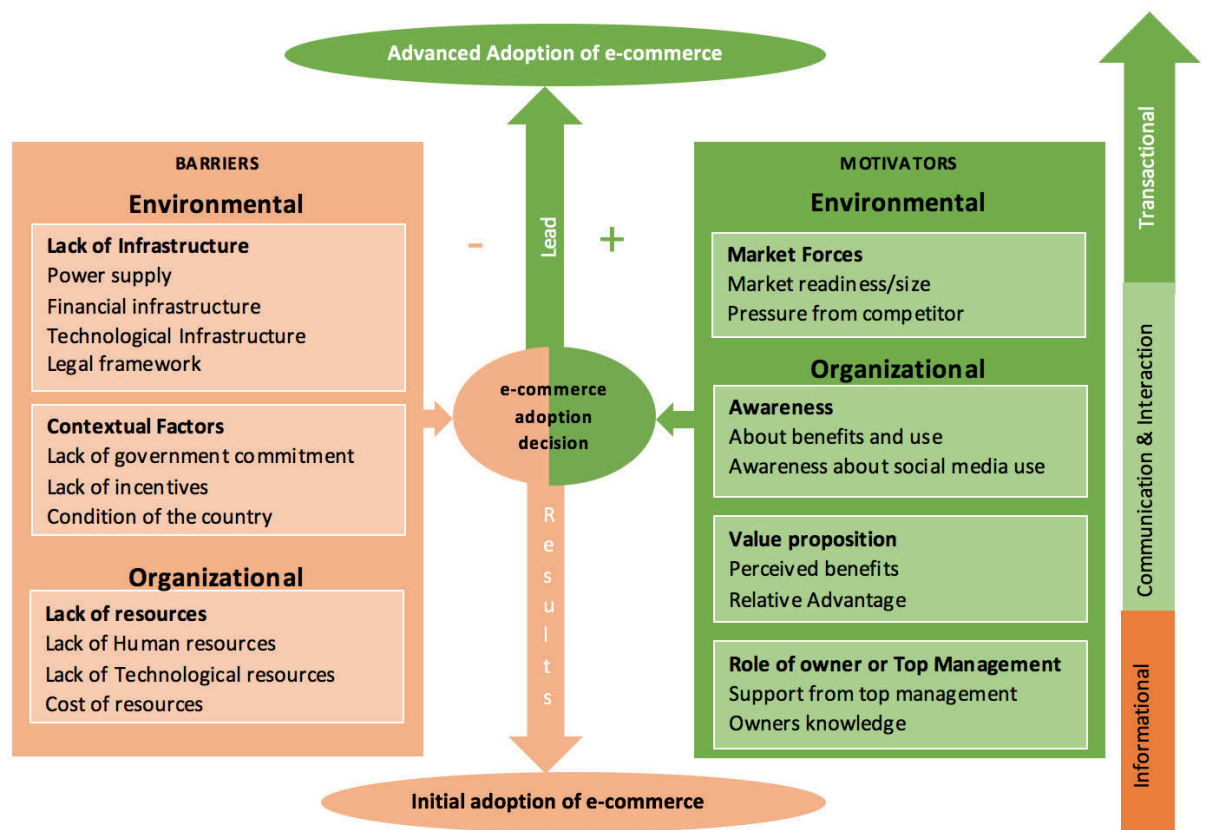 Advanced Adoption of e-commerce
BARRIERS
Environmental
Lack of Infrastructure
Power supply
Financial infrastructure
Technological Infrastructure
Legal framework
Contextual Factors
Lack of government commitment
Lack of incentives
Condition of the country
Organizational
Lack of resources
Lack of Human resources
Lack of Technological resources
Cost of resources
-
Lead
+
e-commerce
adoption
decision
Results
Initial adoption of e-commerce
MOTIVATORS
Environmental
Market Forces
Market readiness/size
Pressure from competitor
Organizational
Awareness
About benefits and use
Awareness about social media use
Value proposition
Perceived benefits
Relative Advantage
Role of owner or Top Management
Support from top management
Owners knowledge
Transactional
Communication & Interaction
Informational